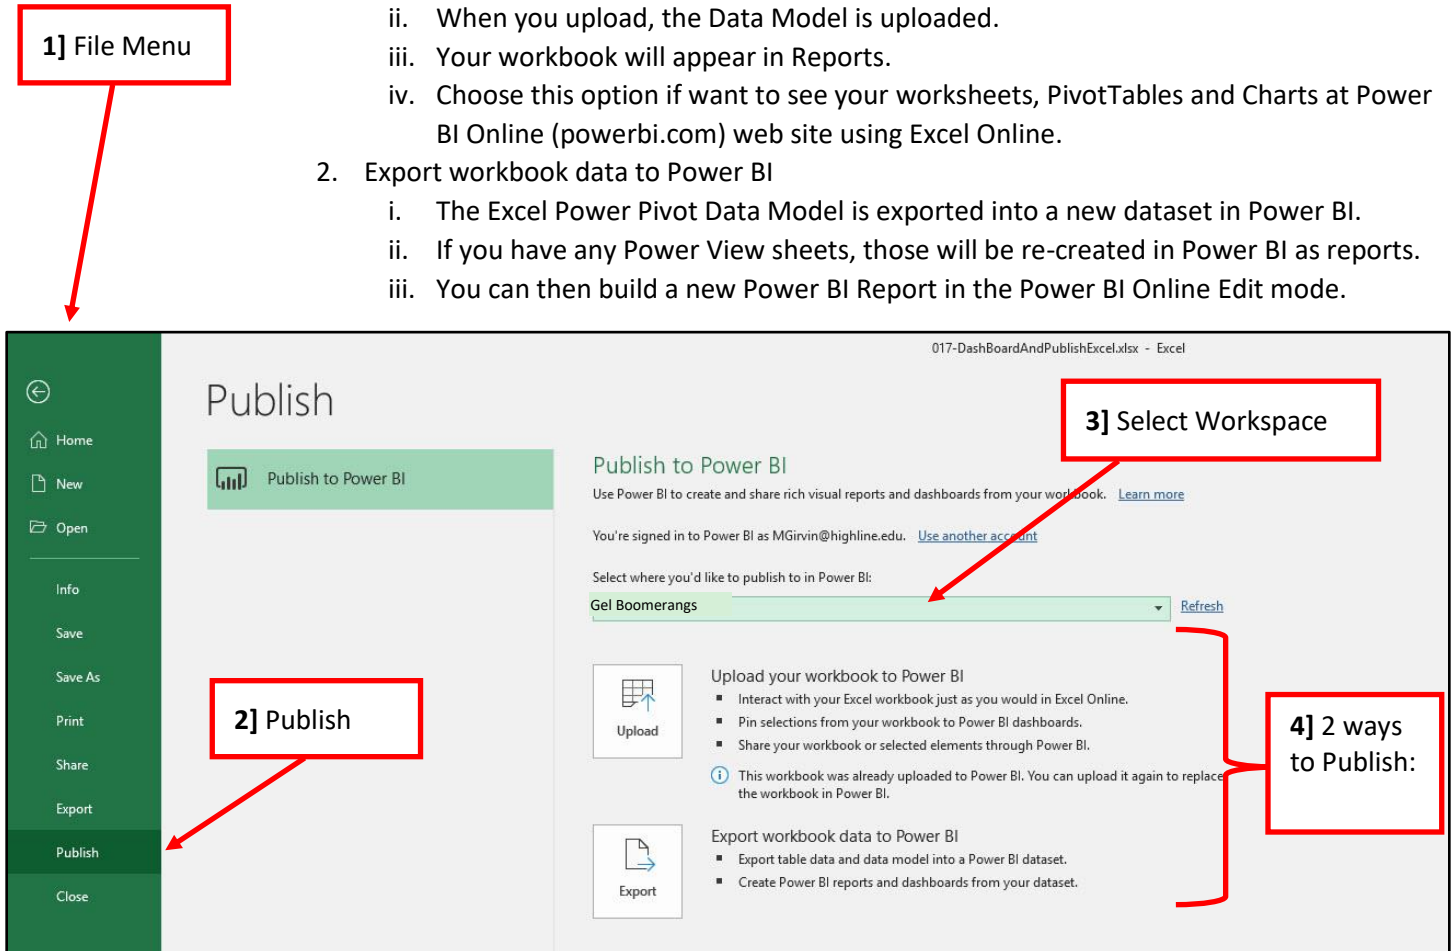 1] File Menu
ii. When you upload, the Data Model is uploaded.
iii. Your workbook will appear in Reports.
iv. Choose this option if want to see your worksheets, PivotTables and Charts at Power
BI Online (powerbi.com) web site using Excel Online.
2. Export workbook data to Power BI
i. The Excel Power Pivot Data Model is exported into a new dataset in Power BI.
ii. If you have any Power View sheets, those will be re-created in Power BI as reports.
iii. You can then build a new Power BI Report in the Power BI Online Edit mode.
017-DashBoardAndPublishExcel.xlsx - Excel
Home
New
Open
Info
Save
Save As
Print
Share
Export
Publish
Close
Publish
Publish to Power BI
2] Publish
3] Select Workspace
Publish to Power BI
Use Power BI to create and share rich visual reports and dashboards from your workbook. Learn more
You're signed in to Power BI as MGirvin@highline.edu. Use another account
Select where you'd like to publish to in Power BI:
Gel Boomerangs
Refresh
Upload
Upload your workbook to Power BI
Interact with your Excel workbook just as you would in Excel Online.
Pin selections from your workbook to Power BI dashboards.
Share your workbook or selected elements through Power BI.
This workbook was already uploaded to Power BI. You can upload it again to replace
the workbook in Power BI.
Export
Export workbook data to Power BI
Export table data and data model into a Power BI dataset.
Create Power BI reports and dashboards from your dataset.
4] 2 ways
to Publish: